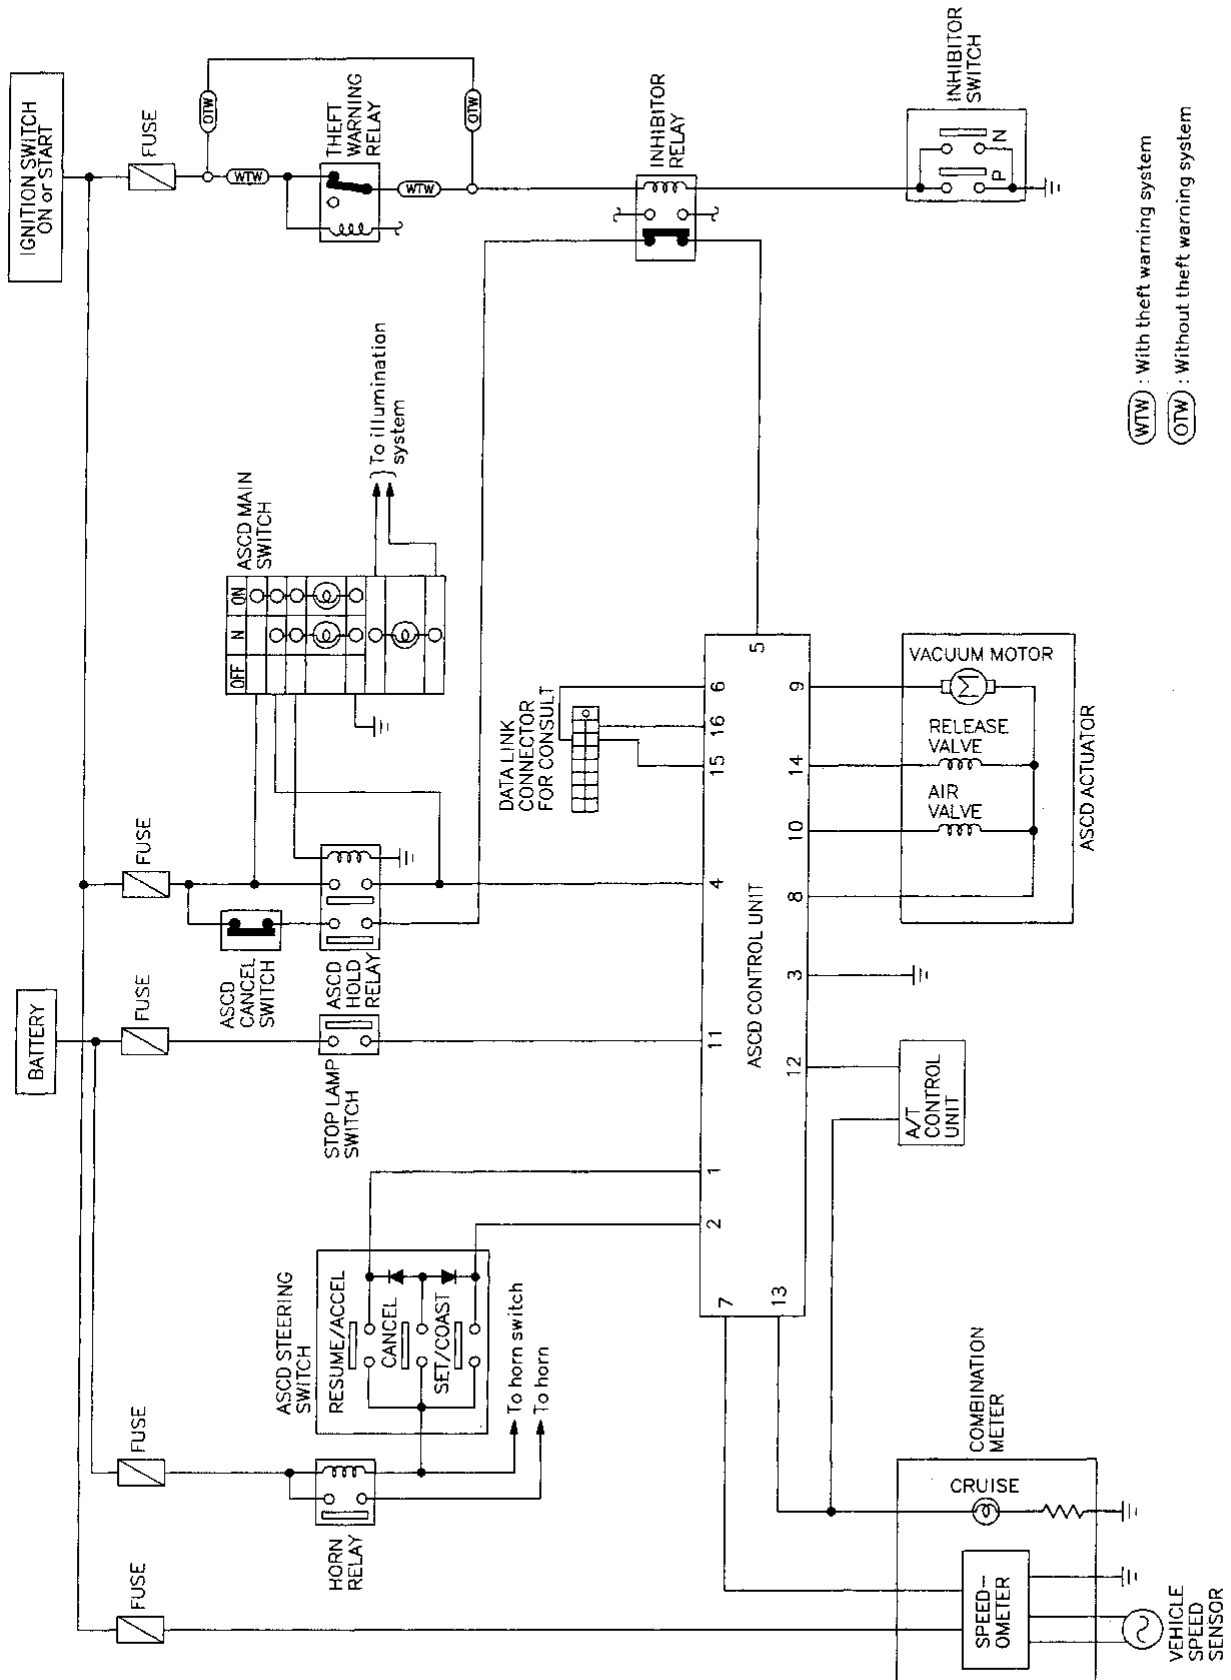 IGNITION SWITCH
ON or START
BATTERY
FUSE
FUSE
FUSE
FUSE
FUSE
OTW
WTW
THEFT
WARNING
RELAY
WTW
OTW
INHIBITOR
RELAY
INHIBITOR
SWITCH
P
N
ASCD MAIN
SWITCH
OFF
N
ON
To illumination
system
ASCD
CANCEL
SWITCH
ASCD
HOLD
RELAY
STOP LAMP
SWITCH
ASCD STEERING
SWITCH
RESUME/ACCEL
CANCEL
SET/COAST
HORN
RELAY
To horn switch
To horn
DATA LINK
CONNECTOR
FOR CONSULT
ASCD CONTROL UNIT
7
2
1
11
4
15
16
6
5
13
12
3
8
10
14
9
VACUUM MOTOR
M
RELEASE
VALVE
AIR
VALVE
ASCD ACTUATOR
A/T
CONTROL
UNIT
COMBINATION
METER
CRUISE
SPEED-
OMETER
VEHICLE
SPEED
SENSOR
WTW : With theft warning system
OTW : Without theft warning system